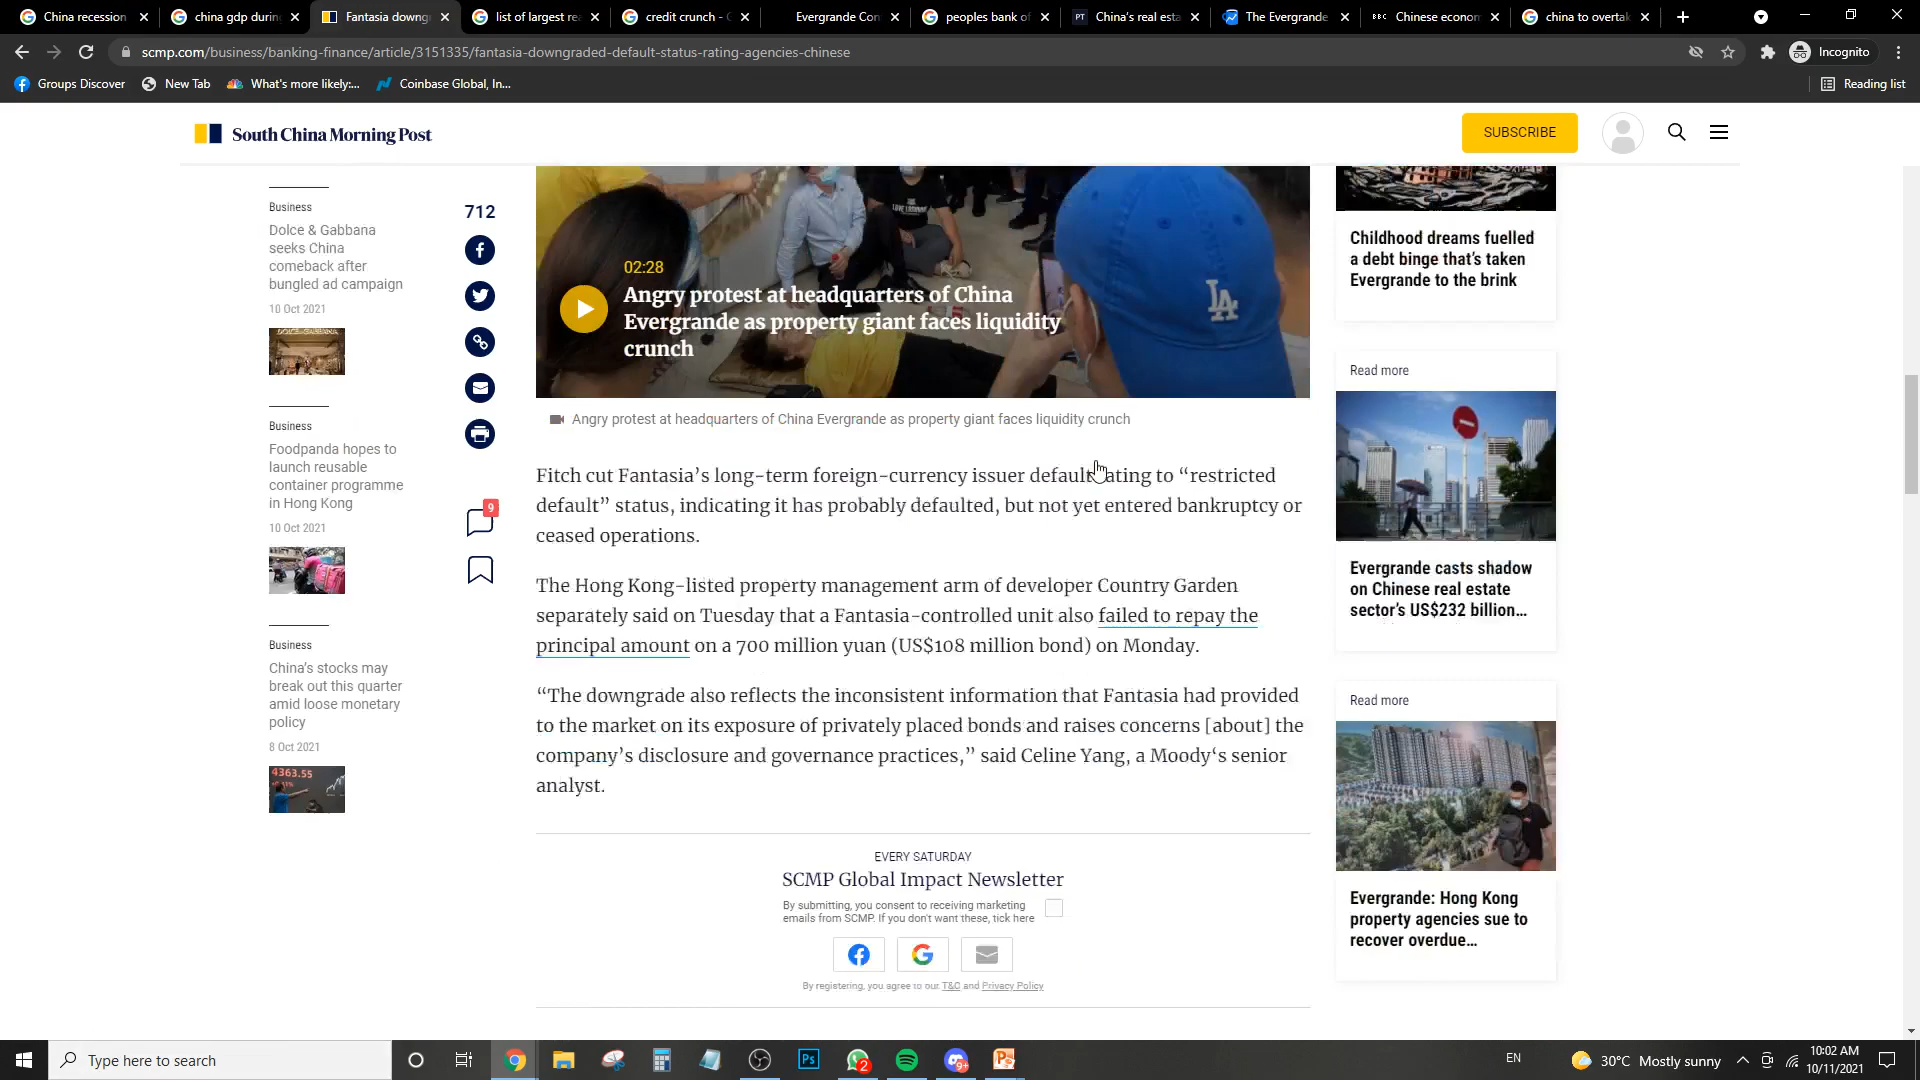 China recession
china gdp durin
Fantasia downg
list of largest re
credit crunch - G
Evergrande Con
peoples bank of
China's real esta
The Evergrande
Chinese econom
china to overtak
scmp.com/business/banking-finance/article/3151335/fantasia-downgraded-default-status-rating-agencies-chinese
Incognito
Groups Discover
New Tab
What's more likely:...
Coinbase Global, In...
Reading list
South China Morning Post
SUBSCRIBE
Business
Dolce & Gabbana
seeks China
comeback after
bungled ad campaign
10 Oct 2021
Business
Foodpanda hopes to
launch reusable
container programme
in Hong Kong
10 Oct 2021
Business
China's stocks may
break out this quarter
amid loose monetary
policy
8 Oct 2021
4363.55
712
9
02:28
Angry protest at headquarters of China
Evergrande as property giant faces liquidity
crunch
Angry protest at headquarters of China Evergrande as property giant faces liquidity crunch
Fitch cut Fantasia's long-term foreign-currency issuer default ating to “restricted
default” status, indicating it has probably defaulted, but not yet entered bankruptcy or
ceased operations.
The Hong Kong-listed property management arm of developer Country Garden
separately said on Tuesday that a Fantasia-controlled unit also failed to repay the
principal amount on a 700 million yuan (US$108 million bond) on Monday.
“The downgrade also reflects the inconsistent information that Fantasia had provided
to the market on its exposure of privately placed bonds and raises concerns [about] the
company's disclosure and governance practices,” said Celine Yang, a Moody‘s senior
analyst.
EVERY SATURDAY
SCMP Global Impact Newsletter
By submitting, you consent to receiving marketing
emails from SCMP. If you don't want these, tick here
By registering, you agree to our T&C and Privacy Policy
Childhood dreams fuelled
a debt binge that's taken
Evergrande to the brink
Read more
Evergrande casts shadow
on Chinese real estate
sector's US$232 billion...
Read more
Evergrande: Hong Kong
property agencies sue to
recover overdue...
Type here to search
EN
30°C Mostly sunny
10:02 AM
10/11/2021